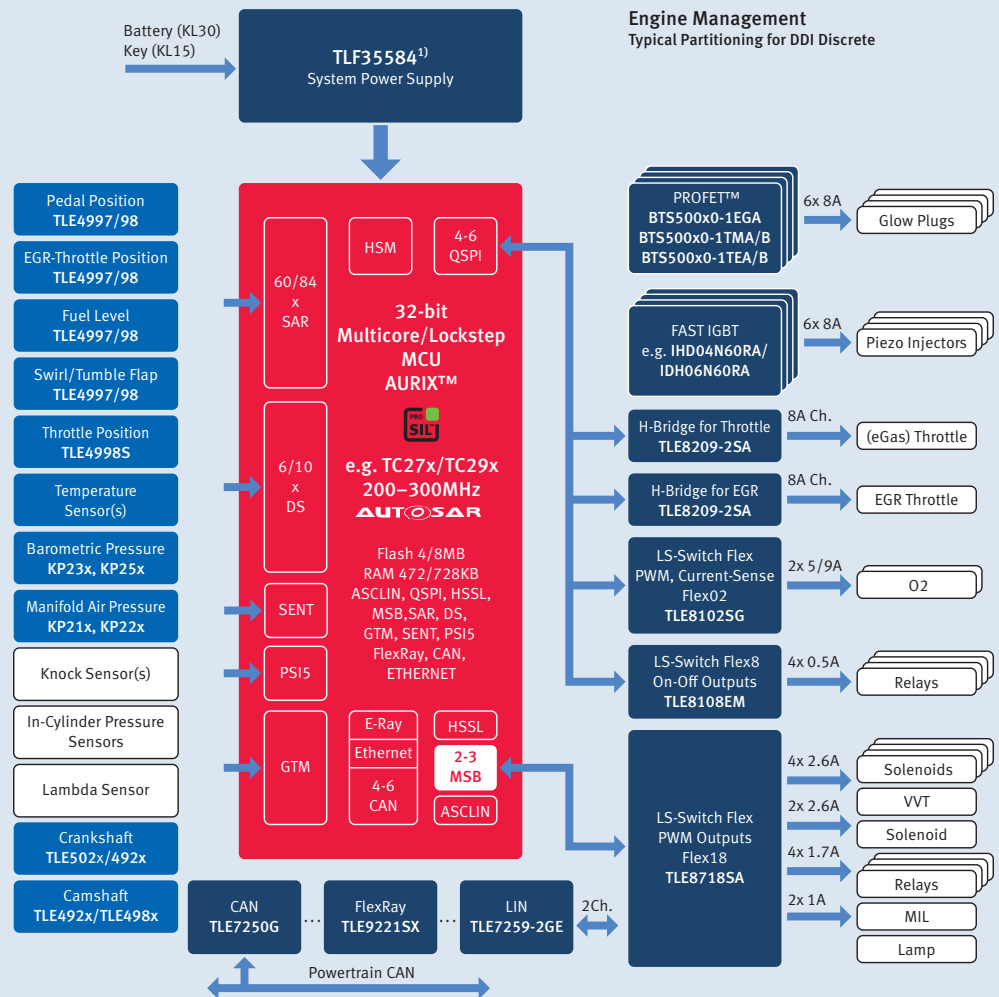 Battery (KL30)
Key (KL15)
TLF35584¹⁾
System Power Supply
Engine Management
Typical Partitioning for DDI Discrete
Pedal Position
TLE4997/98
EGR-Throttle Position
TLE4997/98
Fuel Level
TLE4997/98
Swirl/Tumble Flap
TLE4997/98
Throttle Position
TLE4998S
Temperature
Sensor(s)
Barometric Pressure
KP23x, KP25x
Manifold Air Pressure
KP21x, KP22x
Knock Sensor(s)
In-Cylinder Pressure
Sensors
Lambda Sensor
Crankshaft
TLE502x/492x
Camshaft
TLE492x/TLE498x
60/84
x
SAR
6/10
x
DS
SENT
PSI5
GTM
HSM
4-6
QSPI
32-bit
Multicore/Lockstep
MCU
AURIX™
PRO
SIL™
e.g. TC27x/TC29x
200–300MHz
AUTOSAR
Flash 4/8MB
RAM 472/728KB
ASCLIN, QSPI, HSSL,
MSB,SAR, DS,
GTM, SENT, PSI5
FlexRay, CAN,
ETHERNET
E-Ray
Ethernet
4-6
CAN
HSSL
2-3
MSB
ASCLIN
PROFET™
BTS500x0-1EGA
BTS500x0-1TMA/B
BTS500x0-1TEA/B
6x 8A
Glow Plugs
FAST IGBT
e.g. IHD04N60RA/
IDH06N60RA
6x 8A
Piezo Injectors
H-Bridge for Throttle
TLE8209-2SA
8A Ch.
(eGas) Throttle
H-Bridge for EGR
TLE8209-2SA
8A Ch.
EGR Throttle
LS-Switch Flex
PWM, Current-Sense
Flex02
TLE8102SG
2x 5/9A
O2
LS-Switch Flex8
On-Off Outputs
TLE8108EM
4x 0.5A
Relays
LS-Switch Flex
PWM Outputs
Flex18
TLE8718SA
4x 2.6A
Solenoids
VVT
2x 2.6A
Solenoid
4x 1.7A
Relays
2x 1A
MIL
Lamp
CAN
TLE7250G
...
FlexRay
TLE9221SX
...
LIN
TLE7259-2GE
2Ch.
Powertrain CAN